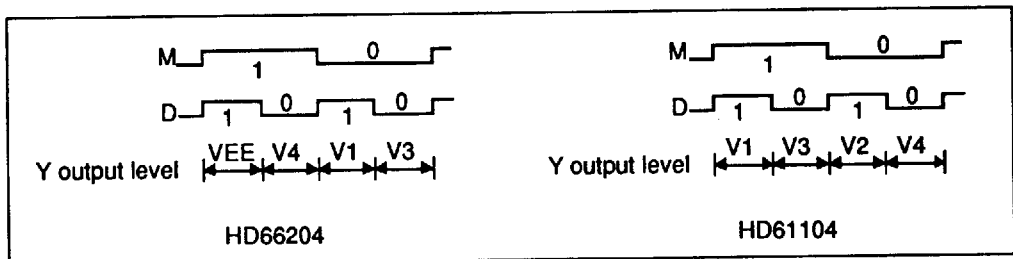 M 1 0
D 1 0 1 0
Y output level VEE V4 V1 V3
HD66204
M 1 0
D 1 0 1 0
Y output level V1 V3 V2 V4
HD61104